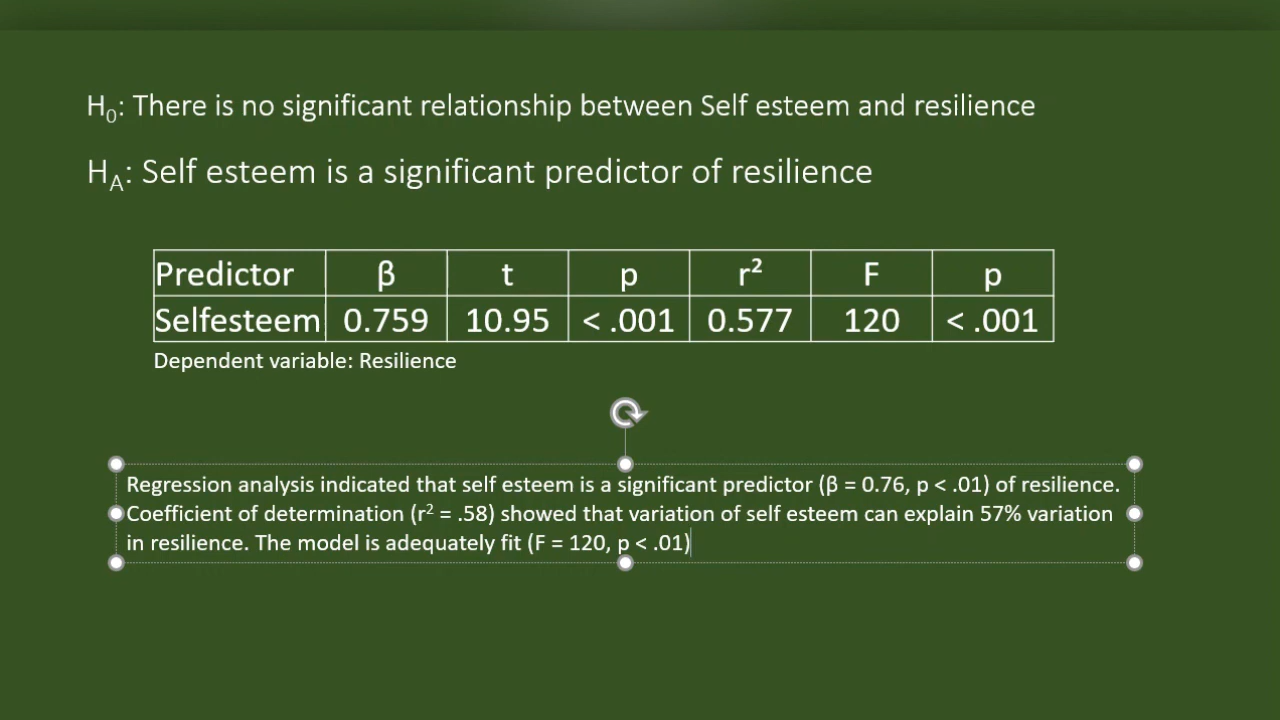 H₀: There is no significant relationship between Self esteem and resilience
Hₐ: Self esteem is a significant predictor of resilience
Predictor β t p r² F p
Selfesteem 0.759 10.95 < .001 0.577 120 < .001
Dependent variable: Resilience
Regression analysis indicated that self esteem is a significant predictor (β = 0.76, p < .01) of resilience.
Coefficient of determination (r² = .58) showed that variation of self esteem can explain 57% variation
in resilience. The model is adequately fit (F = 120, p < .01)